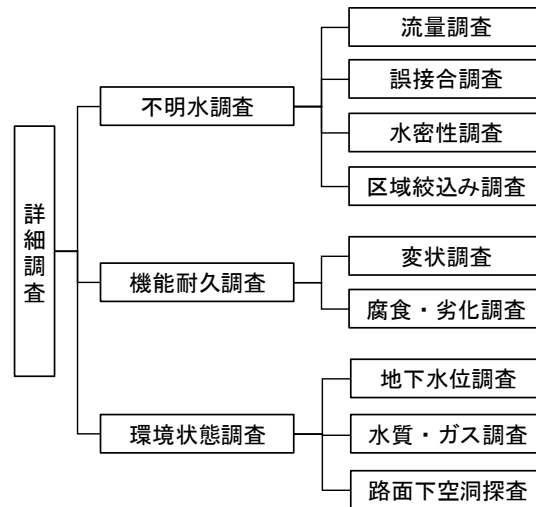 詳細調査
不明水調査
流量調査
誤接合調査
水密性調査
区域絞込み調査
機能耐久調査
変状調査
腐食・劣化調査
環境状態調査
地下水位調査
水質・ガス調査
路面下空洞探査